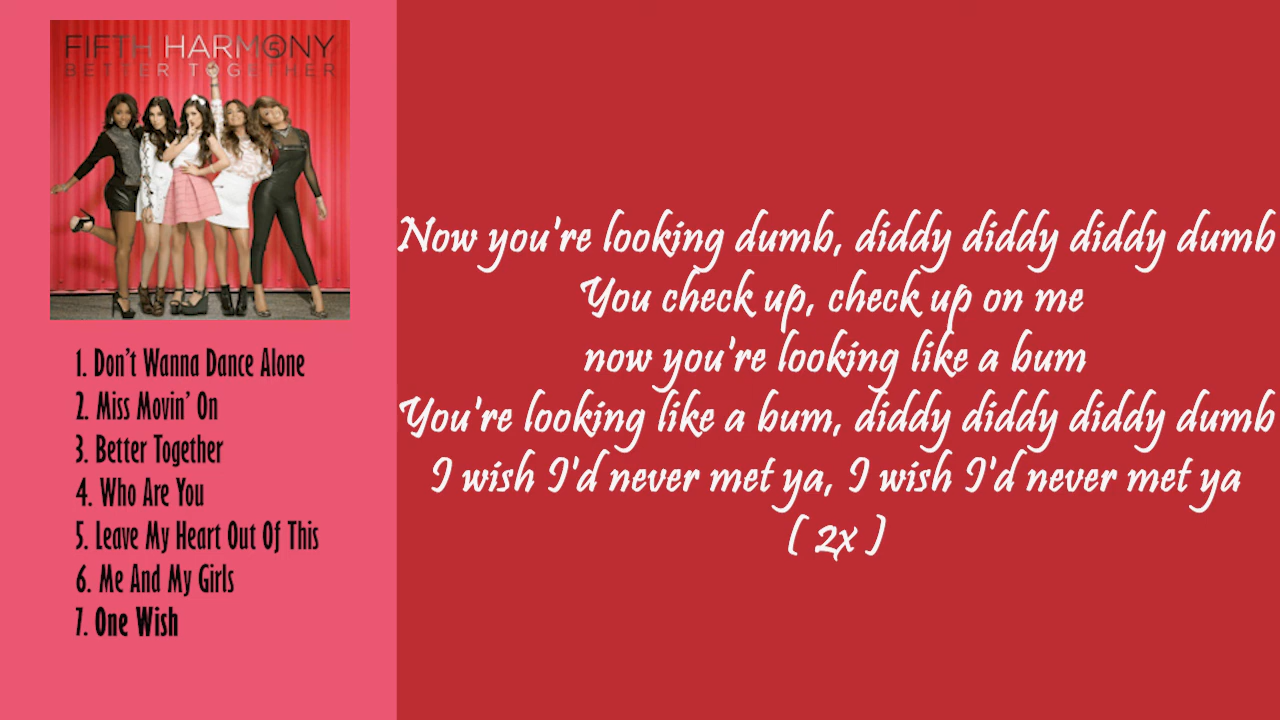 FIFTH HARMONY
BETTER TOGETHER
1. Don't Wanna Dance Alone
2. Miss Movin' On
3. Better Together
4. Who Are You
5. Leave My Heart Out Of This
6. Me And My Girls
7. One Wish
Now you're looking dumb, diddy diddy diddy dumb
You check up, check up on me
now you're looking like a bum
You're looking like a bum, diddy diddy diddy dumb
I wish I'd never met ya, I wish I'd never met ya
( 2x )